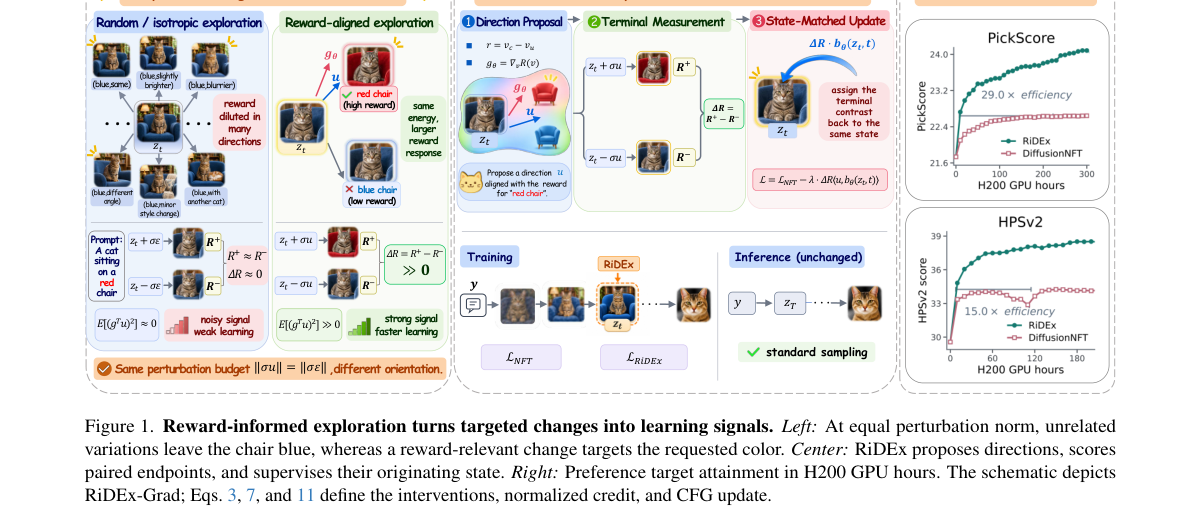 Random / isotropic exploration
(blue,same)
(blue,slightly
brighter)
(blue,blurrier)
z_t
reward
diluted in
many
directions
(blue,different
angle)
(blue,minor
style change)
(blue,with
another cat)
Prompt:
A cat
sitting
on a
red
chair
z_t + σε
R⁺
z_t − σε
R⁻
R⁺ ≈ R⁻
ΔR ≈ 0
E[(gᵀu)²] ≈ 0
noisy signal
weak learning
Reward-aligned exploration
g_θ
u
z_t
red chair
(high reward)
blue chair
(low reward)
same
energy,
larger
reward
response
z_t + σu
R⁺
z_t − σu
R⁻
ΔR = R⁺ − R⁻
≫ 0
E[(gᵀu)²] ≫ 0
strong signal
faster learning
Same perturbation budget ||σu|| = ||σε|| ,different orientation.
1 Direction Proposal
r = v_c − v_u
g_θ = ∇_v R(v)
g_θ
u
z_t
Propose a direction u
aligned with the reward
for "red chair".
2 Terminal Measurement
z_t + σu
R⁺
z_t − σu
R⁻
ΔR =
R⁺ − R⁻
3 State-Matched Update
ΔR · b_θ(z_t, t)
z_t
assign the
terminal
contrast
back to the
same state
ℒ = ℒ_NFT − λ · ΔR⟨u, b_θ(z_t, t)⟩
Training
y
RiDEx
z_t
ℒ_NFT
ℒ_RiDEx
Inference (unchanged)
y
z_T
standard sampling
PickScore
PickScore
24.0
23.2
22.4
21.6
29.0 × efficiency
RiDEx
DiffusionNFT
0 100 200 300
H200 GPU hours
HPSv2
HPSv2 score
39
36
33
30
15.0 × efficiency
RiDEx
DiffusionNFT
0 60 120 180
H200 GPU hours
Figure 1. Reward-informed exploration turns targeted changes into learning signals. Left: At equal perturbation norm, unrelated
variations leave the chair blue, whereas a reward-relevant change targets the requested color. Center: RiDEx proposes directions, scores
paired endpoints, and supervises their originating state. Right: Preference target attainment in H200 GPU hours. The schematic depicts
RiDEx-Grad; Eqs. 3, 7, and 11 define the interventions, normalized credit, and CFG update.